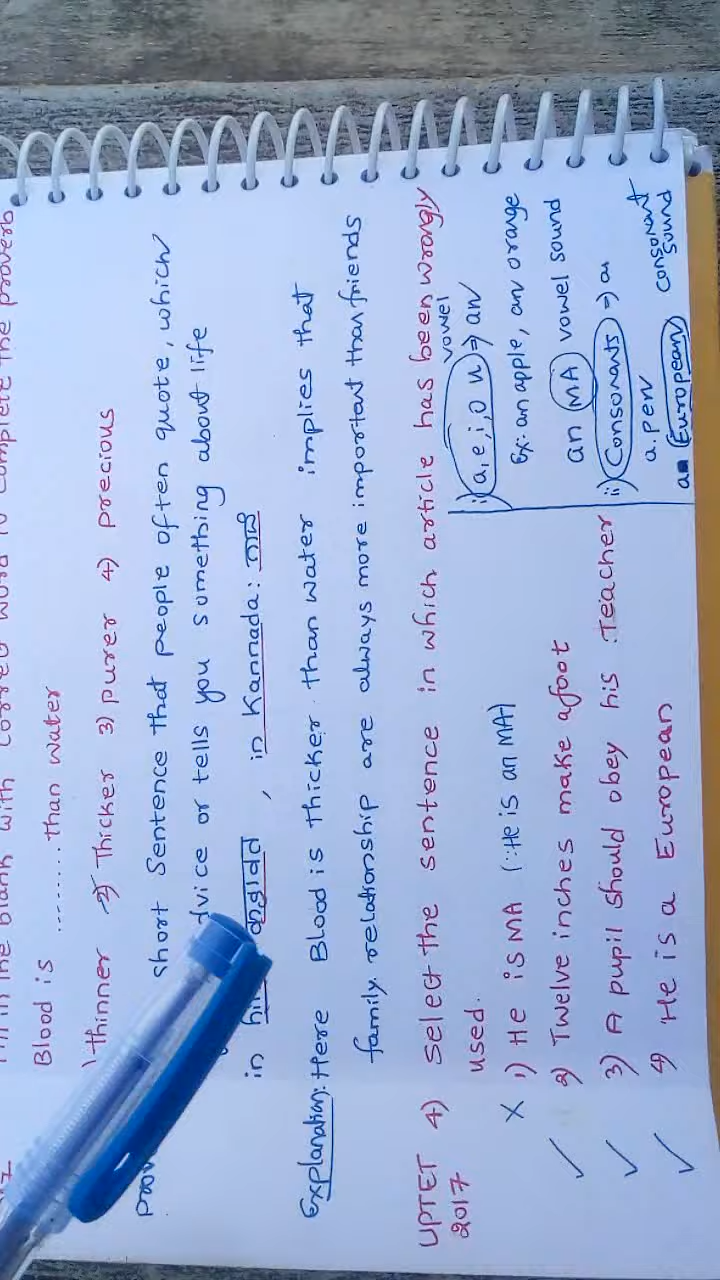 Fill in the blank with correct word to complete the proverb
Blood is ........ than water
1) thinner 2) Thicker 3) purer 4) precious
short Sentence that people often quote, which
advice or tells you something about life
in कहावत , in Kannada: ಗಾದೆ
Explanation: Here Blood is thicker than water implies that
family relationship are always more important than friends
UPTET 2017 4) Select the sentence in which article has been wrongly
used.
X 1) He is MA (∵He is an MA)
✓ 2) Twelve inches make a foot
✓ 3) A pupil should obey his Teacher
✓ 4) He is a European
vowel
i) a, e, i, o u ⇒ an
Ex: an apple, an orange
an MA vowel sound
ii) Consonants ⇒ a
a pen
a European consonant sound